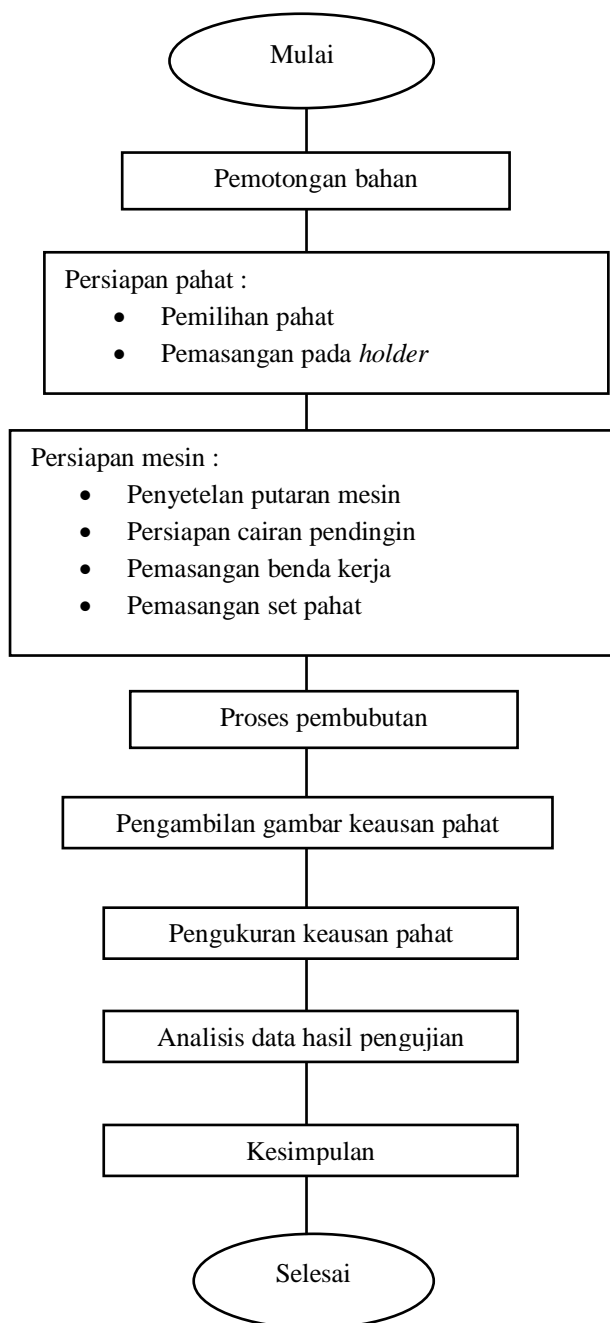 Mulai
Pemotongan bahan
Persiapan pahat :
• Pemilihan pahat
• Pemasangan pada holder
Persiapan mesin :
• Penyetelan putaran mesin
• Persiapan cairan pendingin
• Pemasangan benda kerja
• Pemasangan set pahat
Proses pembubutan
Pengambilan gambar keausan pahat
Pengukuran keausan pahat
Analisis data hasil pengujian
Kesimpulan
Selesai